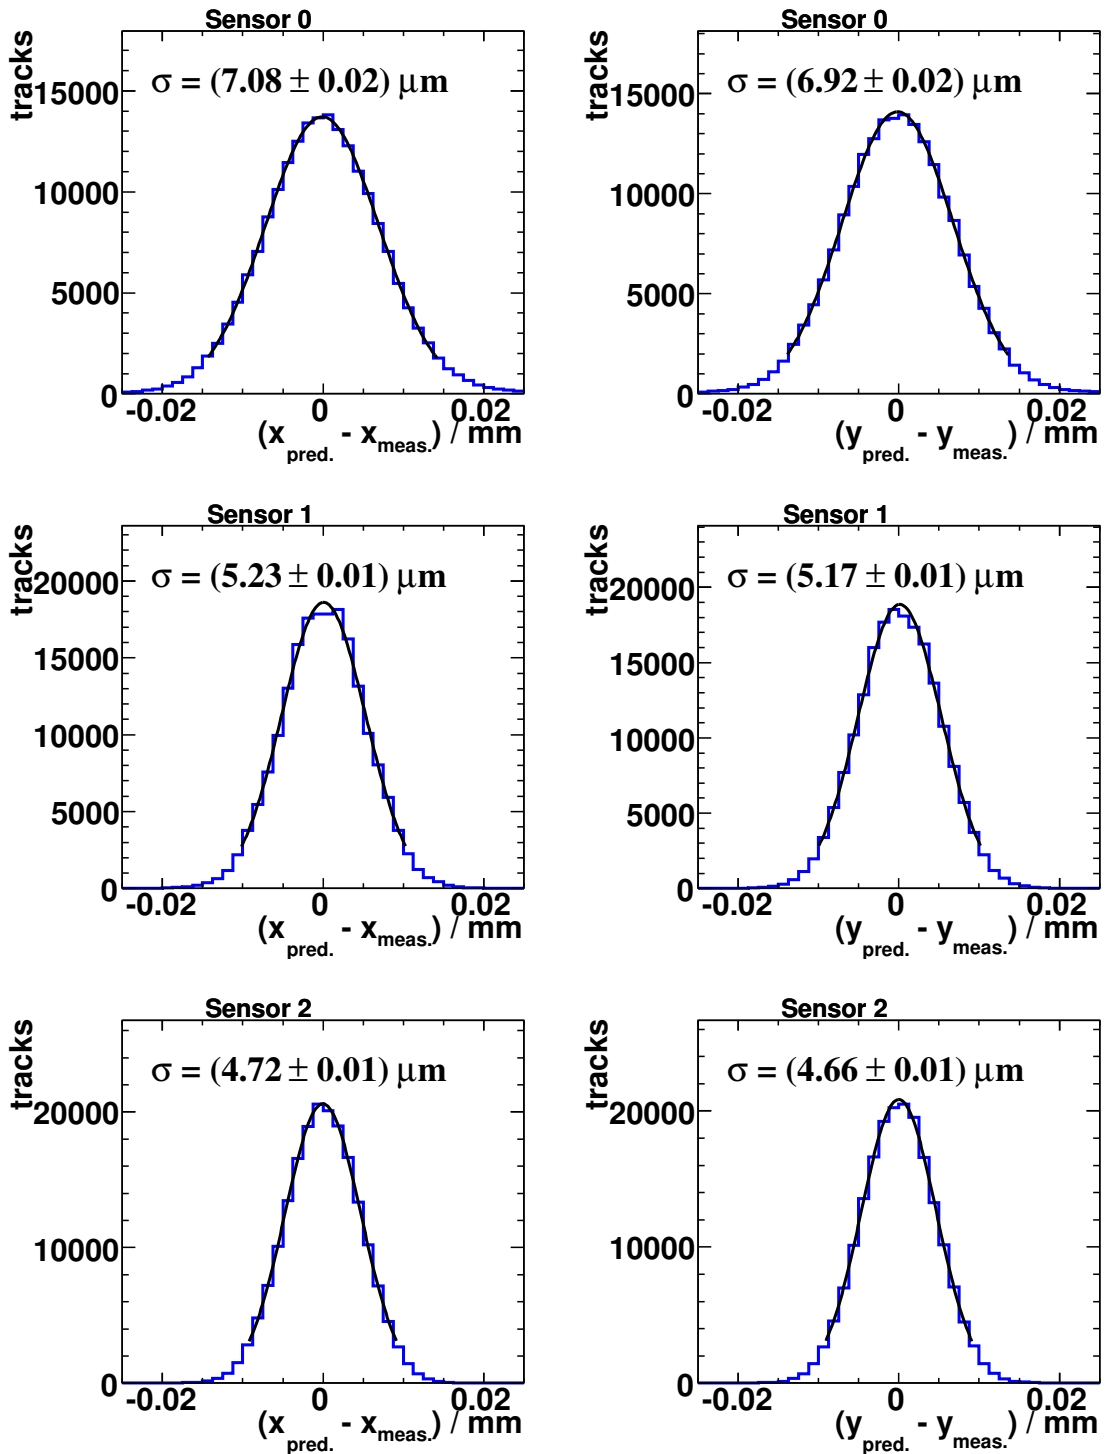 Sensor 0
tracks
σ = (7.08 ± 0.02) μm
15000
10000
5000
0
-0.02 0 0.02
(x pred. - x meas.) / mm
Sensor 0
tracks
σ = (6.92 ± 0.02) μm
15000
10000
5000
0
-0.02 0 0.02
(y pred. - y meas.) / mm
Sensor 1
tracks
σ = (5.23 ± 0.01) μm
20000
15000
10000
5000
0
-0.02 0 0.02
(x pred. - x meas.) / mm
Sensor 1
tracks
σ = (5.17 ± 0.01) μm
20000
15000
10000
5000
0
-0.02 0 0.02
(y pred. - y meas.) / mm
Sensor 2
tracks
σ = (4.72 ± 0.01) μm
20000
10000
0
-0.02 0 0.02
(x pred. - x meas.) / mm
Sensor 2
tracks
σ = (4.66 ± 0.01) μm
20000
10000
0
-0.02 0 0.02
(y pred. - y meas.) / mm